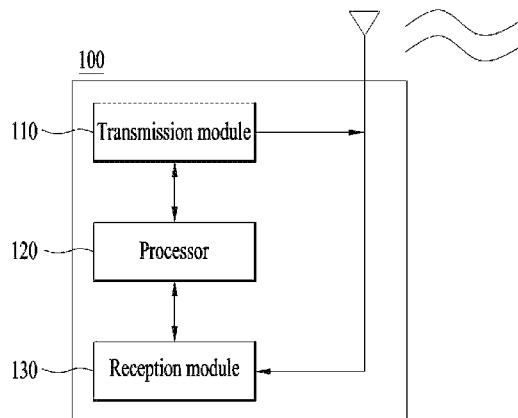 100
110
Transmission module
120
Processor
130
Reception module